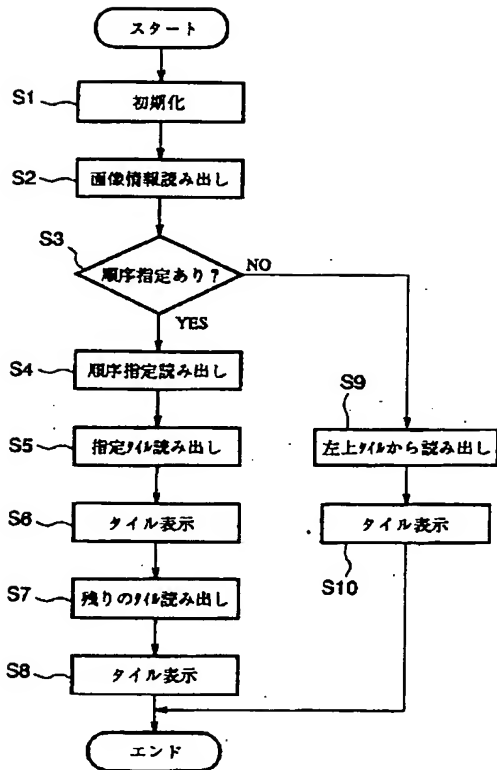 スタート
S1
初期化
S2
画像情報読み出し
S3
順序指定あり?
NO
YES
S4
順序指定読み出し
S5
指定ﾀｲﾙ読み出し
S6
タイル表示
S7
残りのﾀｲﾙ読み出し
S8
タイル表示
S9
左上ﾀｲﾙから読み出し
タイル表示
S10
エンド